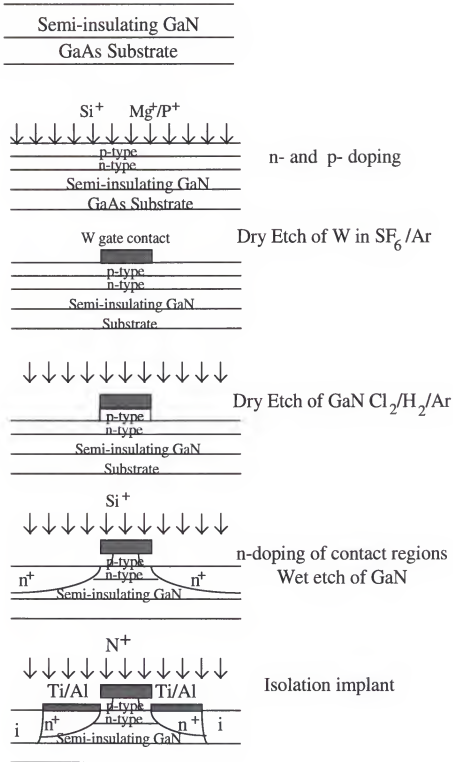 Semi-insulating GaN
GaAs Substrate
Si⁺ Mg⁺/P⁺
p-type
n-type
Semi-insulating GaN
GaAs Substrate
n- and p- doping
W gate contact
Dry Etch of W in SF₆/Ar
p-type
n-type
Semi-insulating GaN
Substrate
Dry Etch of GaN Cl₂/H₂/Ar
p-type
n-type
Semi-insulating GaN
Substrate
Si⁺
n-doping of contact regions
Wet etch of GaN
p-type
n⁺ n-type n⁺
Semi-insulating GaN
N⁺
Isolation implant
Ti/Al Ti/Al
p-type
i n⁺ n-type n⁺ i
Semi-insulating GaN